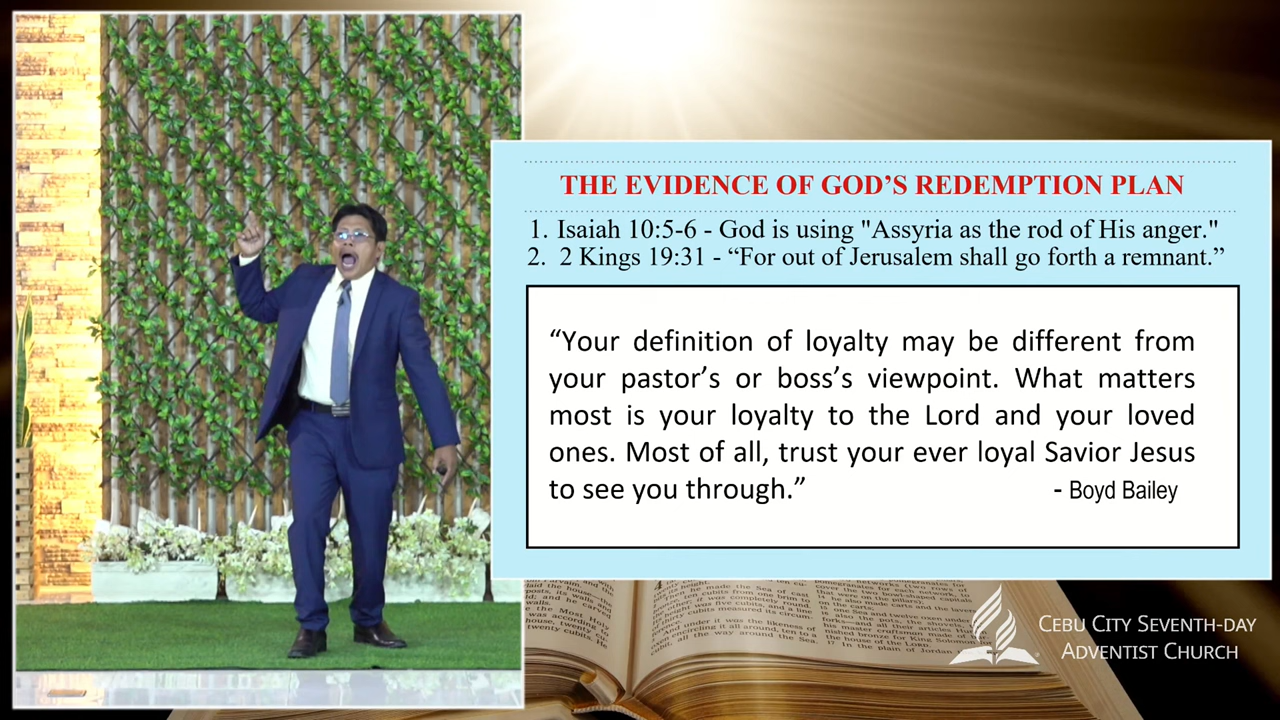 THE EVIDENCE OF GOD’S REDEMPTION PLAN
1. Isaiah 10:5-6 - God is using "Assyria as the rod of His anger."
2. 2 Kings 19:31 - “For out of Jerusalem shall go forth a remnant.”
“Your definition of loyalty may be different from
your pastor’s or boss’s viewpoint. What matters
most is your loyalty to the Lord and your loved
ones. Most of all, trust your ever loyal Savior Jesus
to see you through.” - Boyd Bailey
CEBU CITY SEVENTH-DAY
ADVENTIST CHURCH